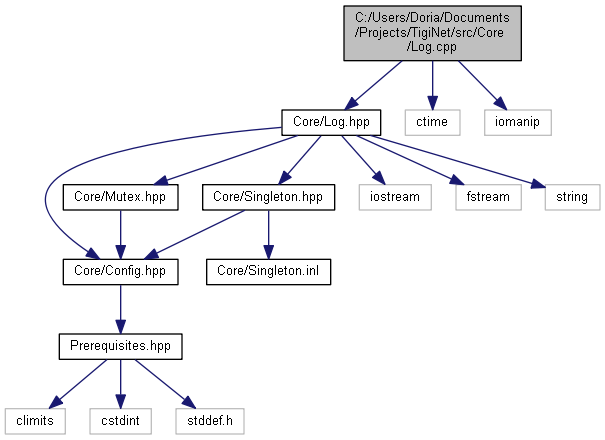 C:/Users/Doria/Documents
/Projects/TigiNet/src/Core
/Log.cpp
Core/Log.hpp
ctime
iomanip
Core/Mutex.hpp
Core/Singleton.hpp
iostream
fstream
string
Core/Config.hpp
Core/Singleton.inl
Prerequisites.hpp
climits
cstdint
stddef.h